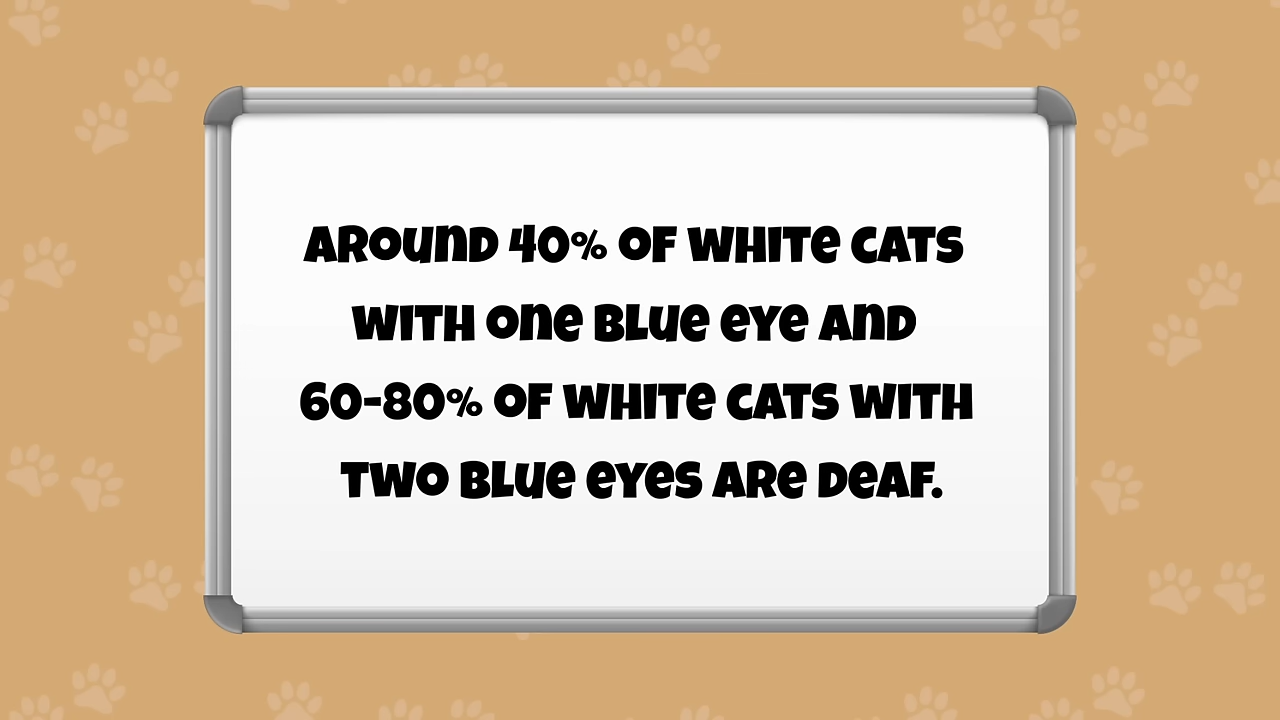 Around 40% of white cats
with one blue eye and
60-80% of white cats with
two blue eyes are deaf.